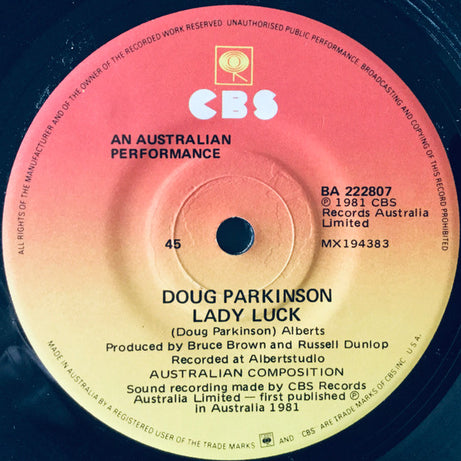 ALL RIGHTS OF THE MANUFACTURER AND OF THE OWNER OF THE RECORDED WORK RESERVED. UNAUTHORISED PUBLIC PERFORMANCE, BROADCASTING AND COPYING OF THIS RECORD PROHIBITED
CBS
AN AUSTRALIAN
PERFORMANCE
BA 222807
Ⓟ 1981 CBS
Records Australia
Limited
45
MX194383
DOUG PARKINSON
LADY LUCK
(Doug Parkinson) Alberts
Produced by Bruce Brown and Russell Dunlop
Recorded at Albertstudio
AUSTRALIAN COMPOSITION
Sound recording made by CBS Records
Australia Limited — first published
in Australia 1981
MADE IN AUSTRALIA BY A REGISTERED USER OF THE TRADE MARKS AND CBS ARE TRADE MARKS OF CBS INC. U.S.A.